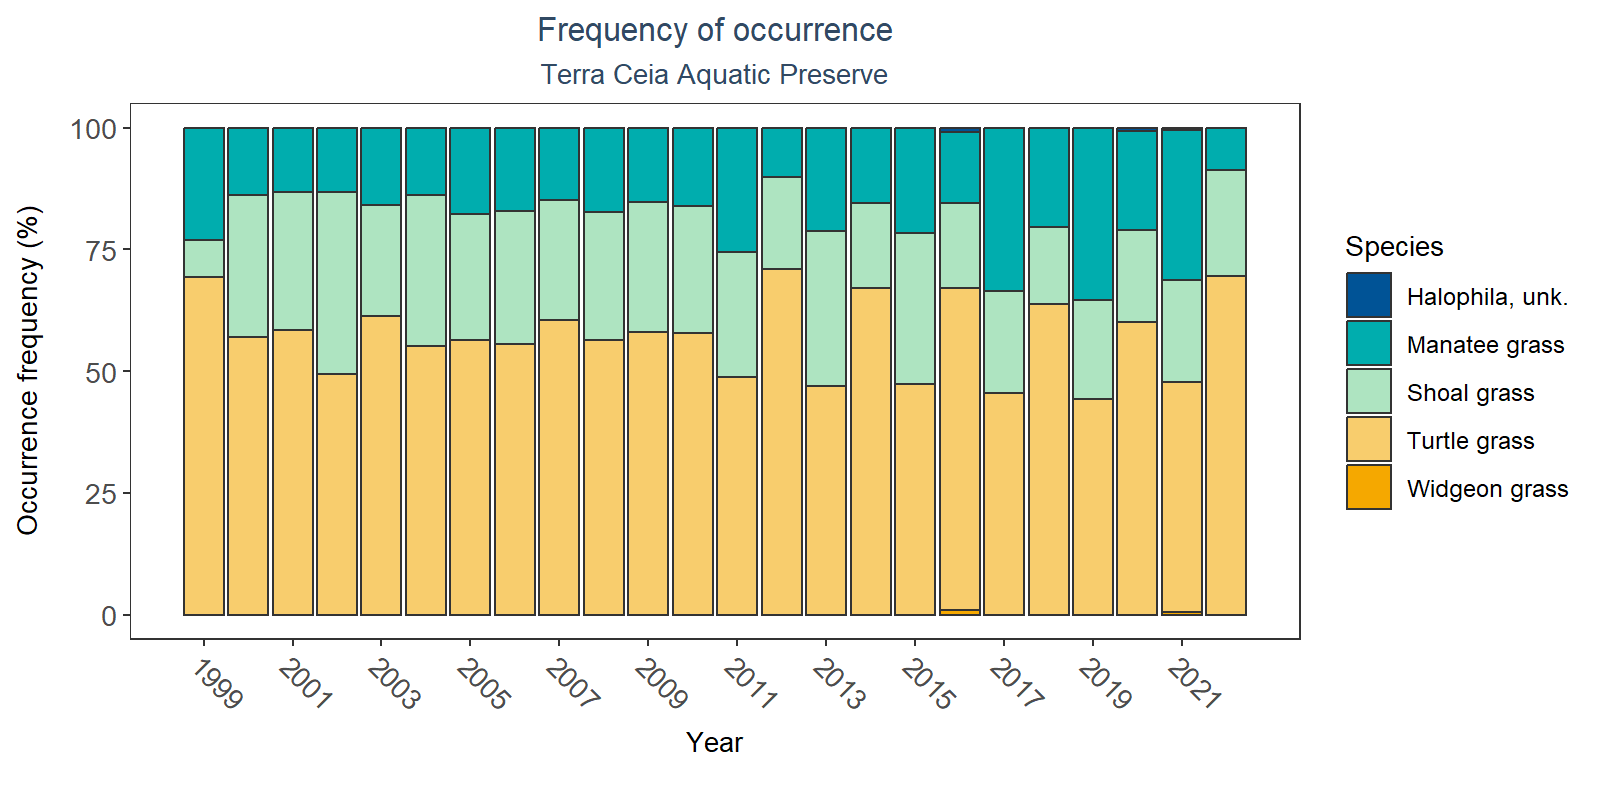 Frequency of occurrence
Terra Ceia Aquatic Preserve
Occurrence frequency (%)
100
75
50
25
0
1999
2001
2003
2005
2007
2009
2011
2013
2015
2017
2019
2021
Year
Species
Halophila, unk.
Manatee grass
Shoal grass
Turtle grass
Widgeon grass